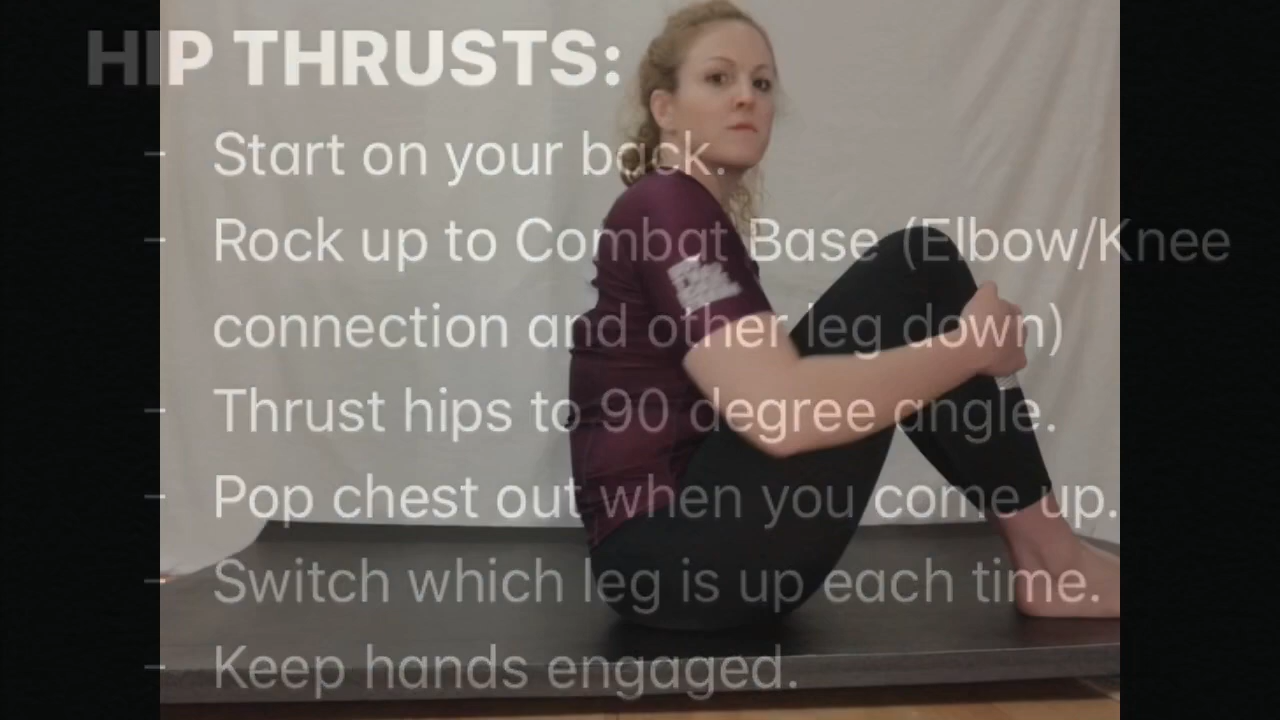 HIP THRUSTS:
- Start on your back.
- Rock up to Combat Base (Elbow/Knee
connection and other leg down)
- Thrust hips to 90 degree angle.
- Pop chest out when you come up.
- Switch which leg is up each time.
- Keep hands engaged.